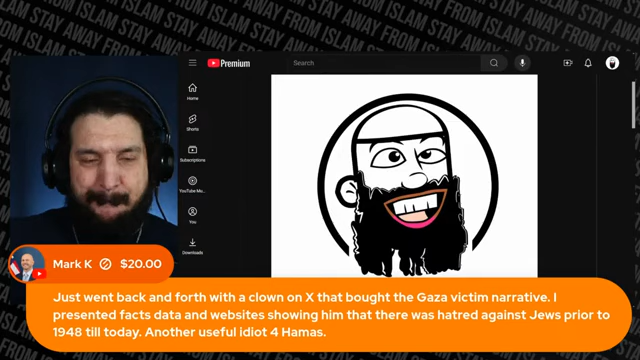 STAY AWAY FROM ISLAM STAY AWAY FROM ISLAM STAY AWAY FROM ISLAM
Premium
Search
Home
Shorts
Subscriptions
YouTube Mu...
You
Downloads
Mark K
$20.00
Just went back and forth with a clown on X that bought the Gaza victim narrative. I
presented facts data and websites showing him that there was hatred against Jews prior to
1948 till today. Another useful idiot 4 Hamas.